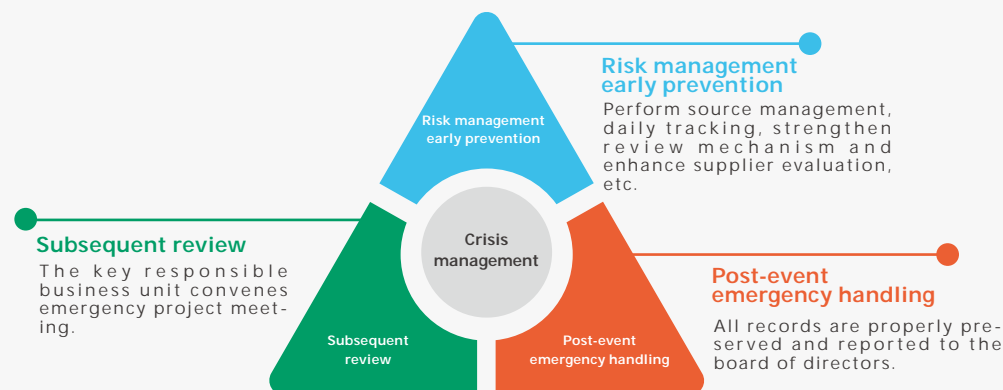 Risk management
early prevention
Risk management
early prevention
Perform source management,
daily tracking, strengthen
review mechanism and
enhance supplier evaluation,
etc.
Crisis
management
Subsequent review
The key responsible
business unit convenes
emergency project meet-
ing.
Post-event
emergency handling
All records are properly pre-
served and reported to the
board of directors.
Subsequent
review
Post-event
emergency handling